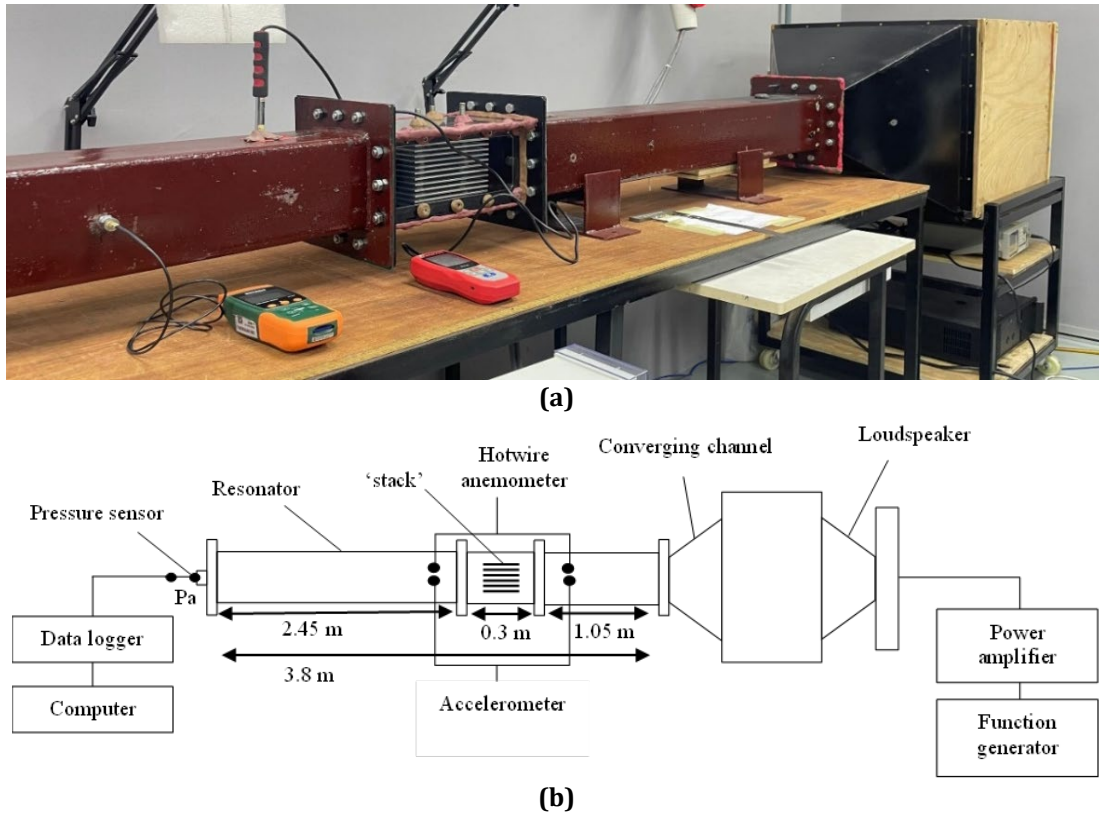 (a)
Loudspeaker
Converging channel
Hotwire
anemometer
‘stack’
Resonator
Pressure sensor
Pa
2.45 m
0.3 m
1.05 m
3.8 m
Data logger
Computer
Accelerometer
Power
amplifier
Function
generator
(b)